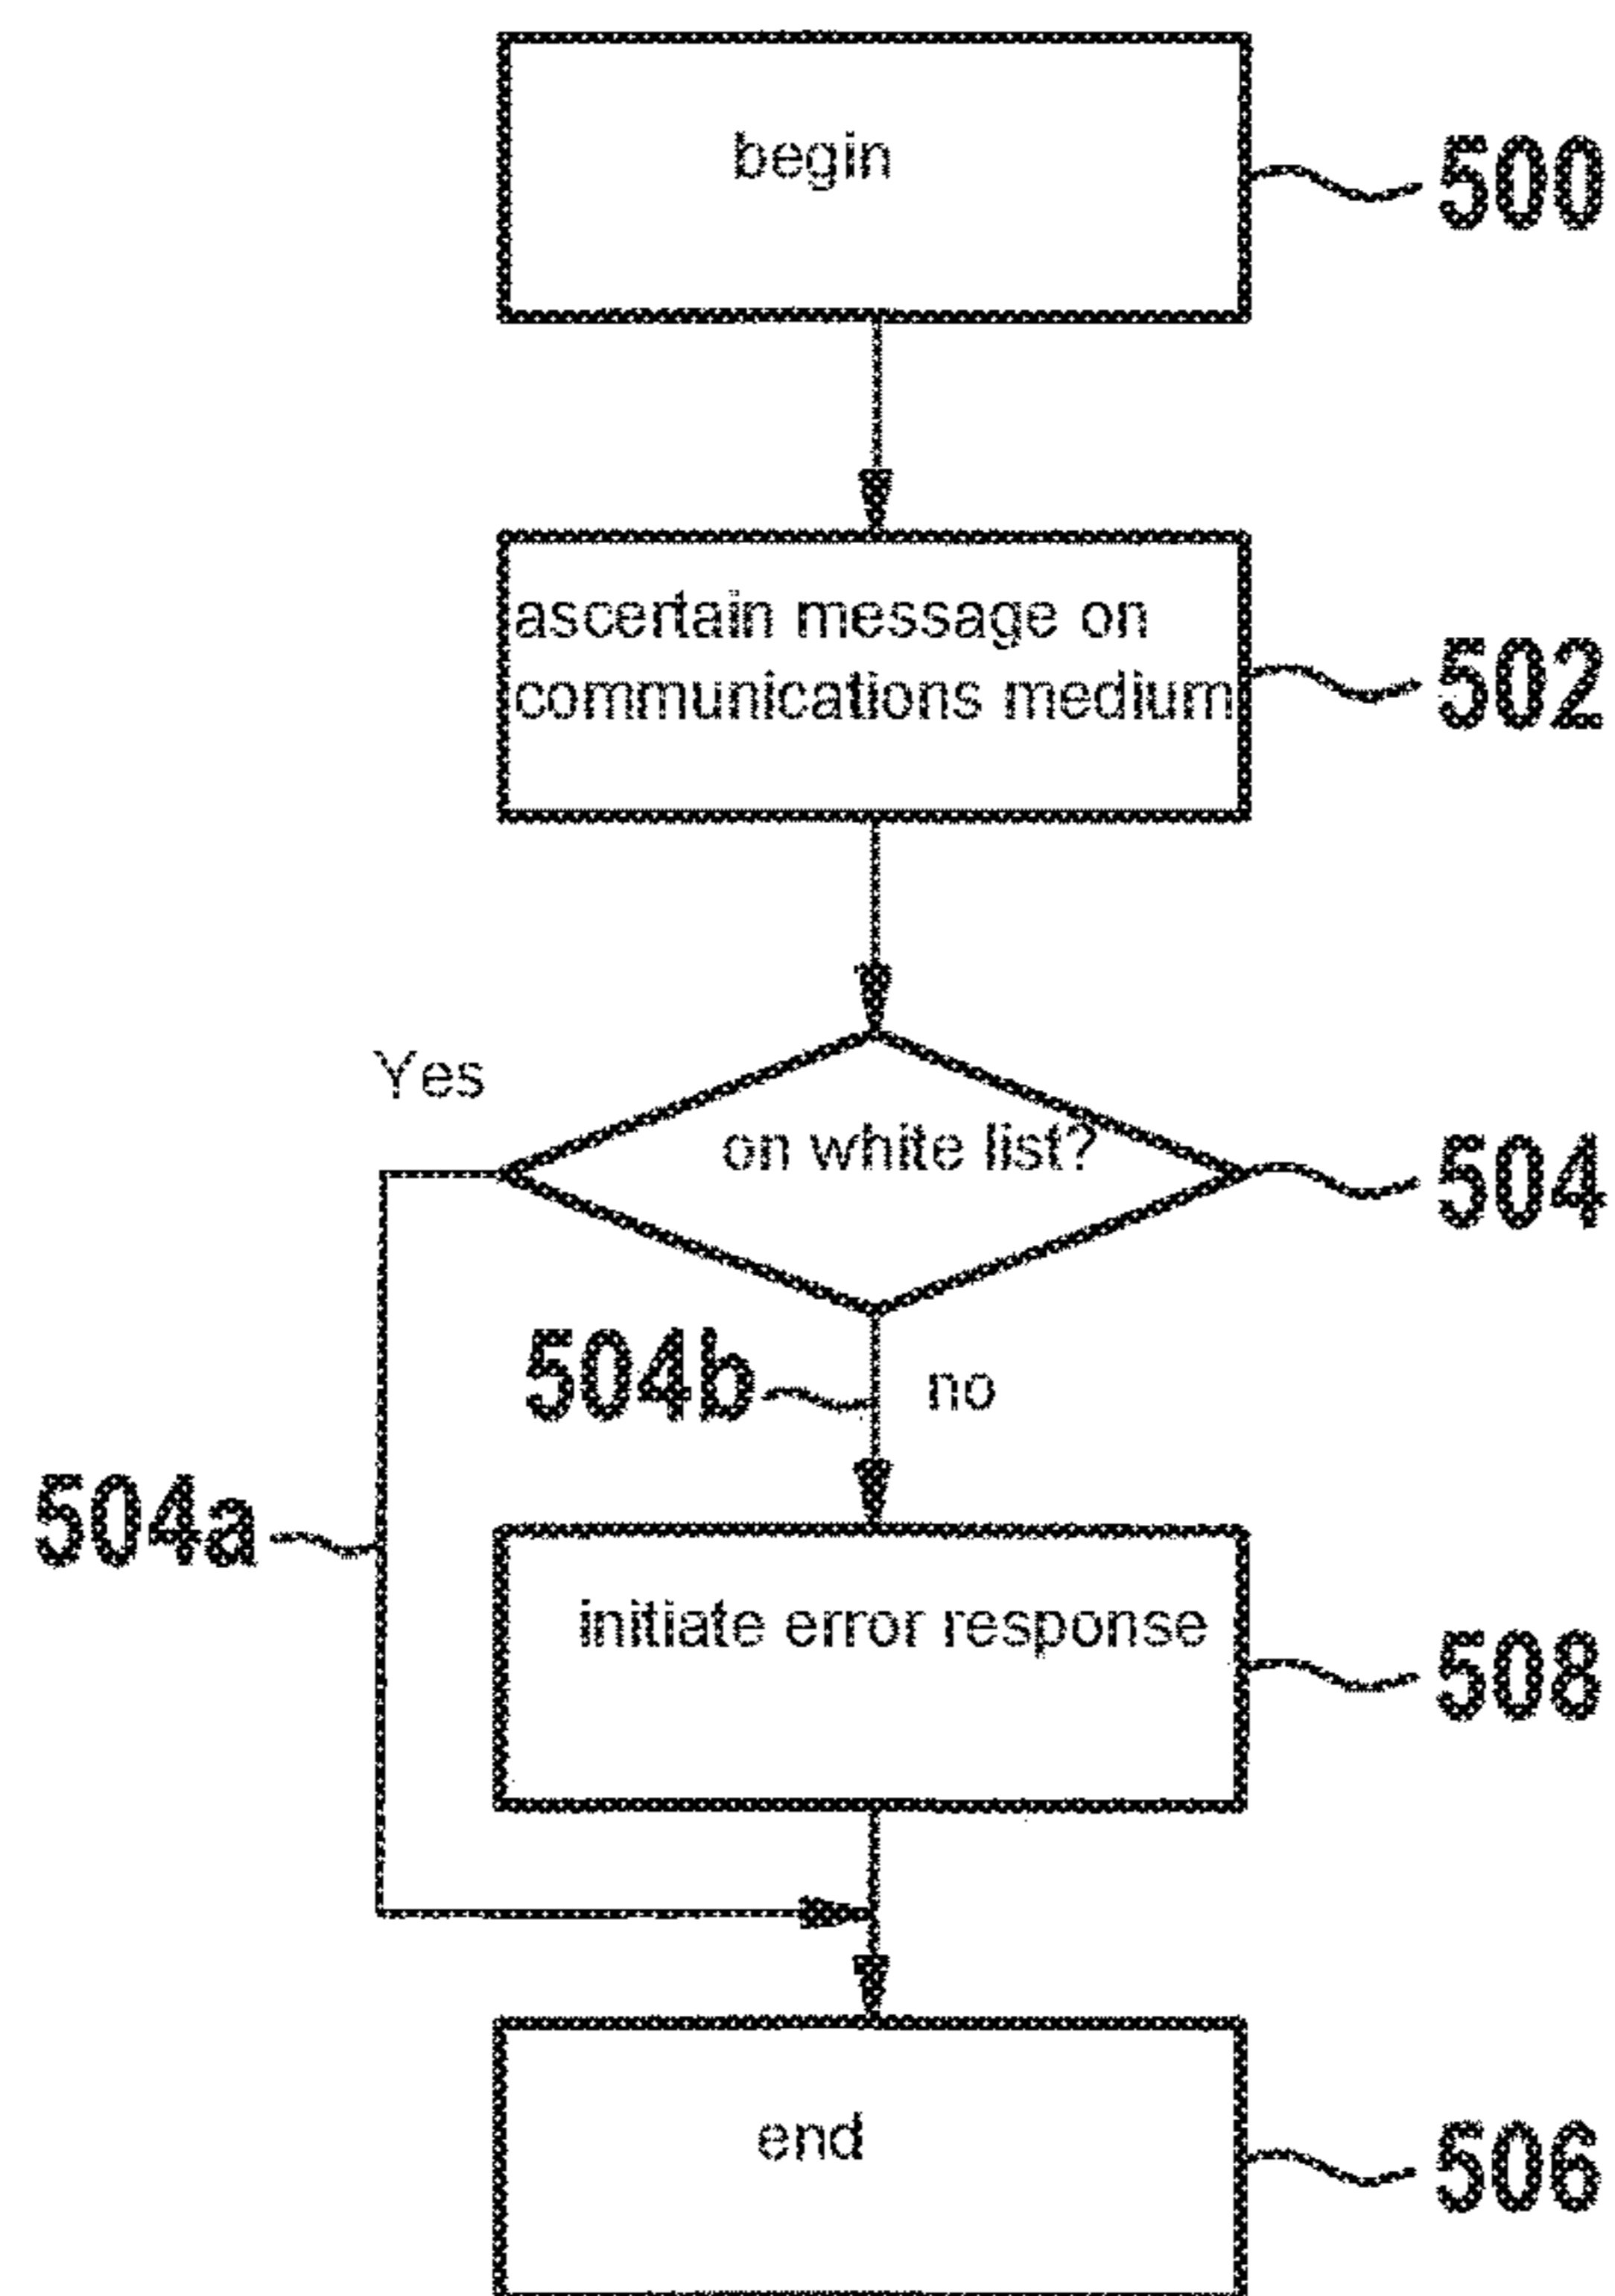 begin
500
ascertain message on
communications medium
502
Yes
on white list?
504
504b
no
504a
initiate error response
508
end
506